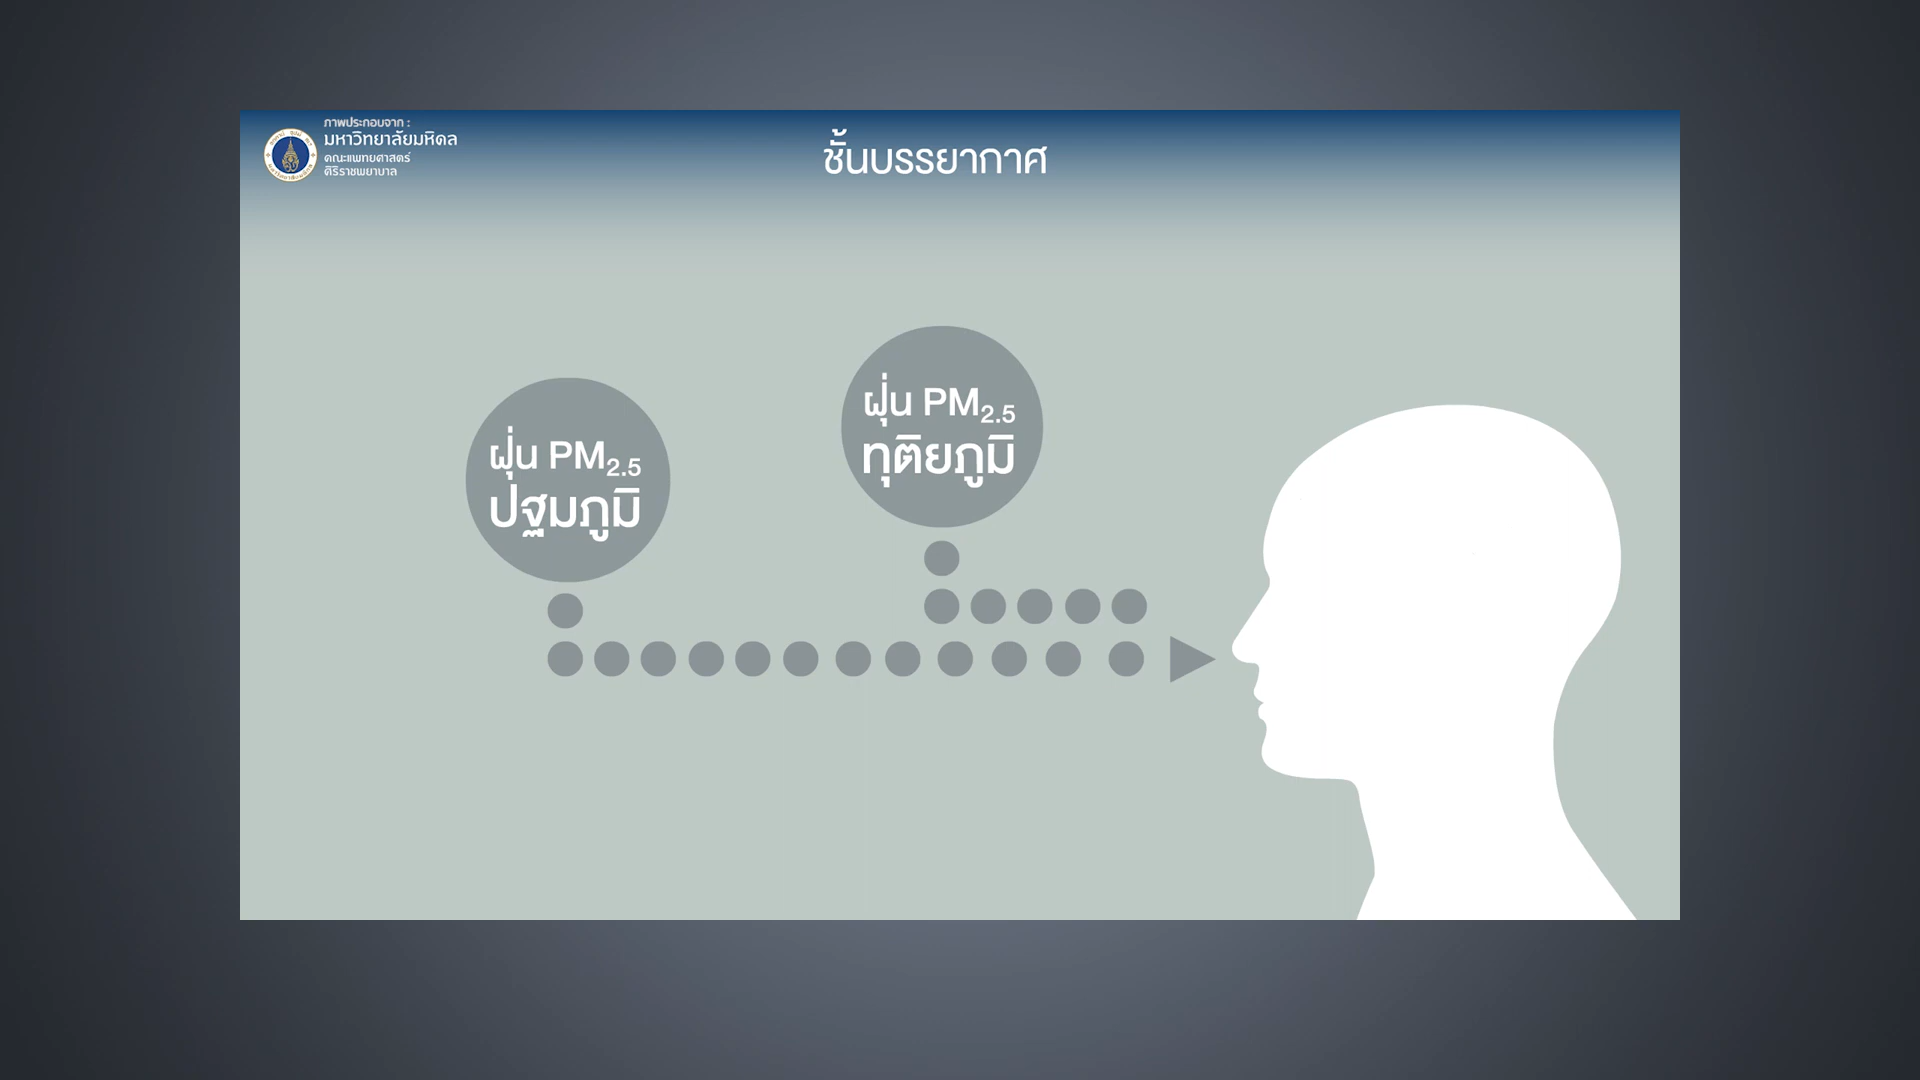 ภาพประกอบจาก :
มหาวิทยาลัยมหิดล
คณะแพทยศาสตร์
ศิริราชพยาบาล
ชั้นบรรยากาศ
ฝุ่น PM2.5
ปฐมภูมิ
ฝุ่น PM2.5
ทุติยภูมิ